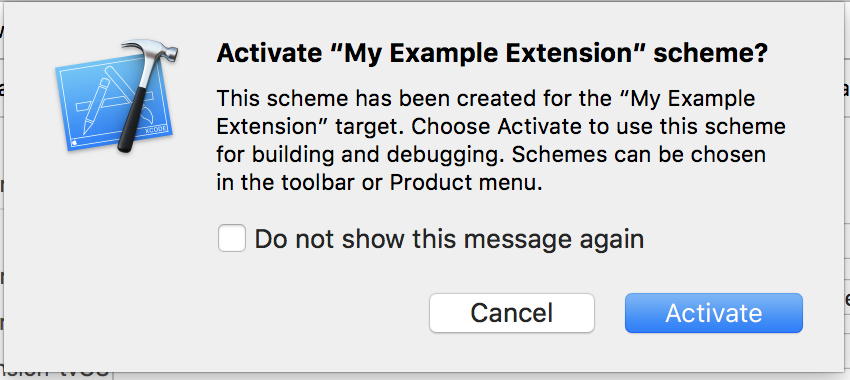 Activate “My Example Extension” scheme?
This scheme has been created for the “My Example
Extension” target. Choose Activate to use this scheme
for building and debugging. Schemes can be chosen
in the toolbar or Product menu.
Do not show this message again
Cancel
Activate
XCODE